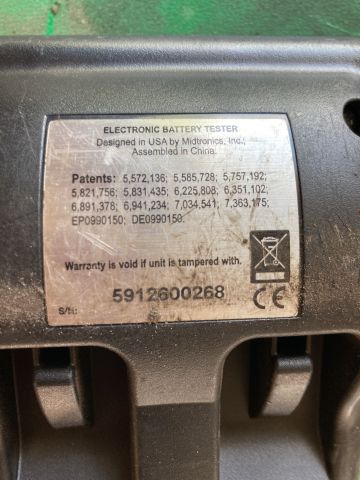 ELECTRONIC BATTERY TESTER
Designed in USA by Midtronics, Inc.;
Assembled in China.
Patents: 5,572,136; 5,585,728; 5,757,192;
5,821,756; 5,831,435; 6,225,808; 6,351,102;
6,891,378; 6,941,234; 7,034,541; 7,363,175;
EP0990150; DE0990150.
Warranty is void if unit is tampered with.
S/N: 5912600268
CE